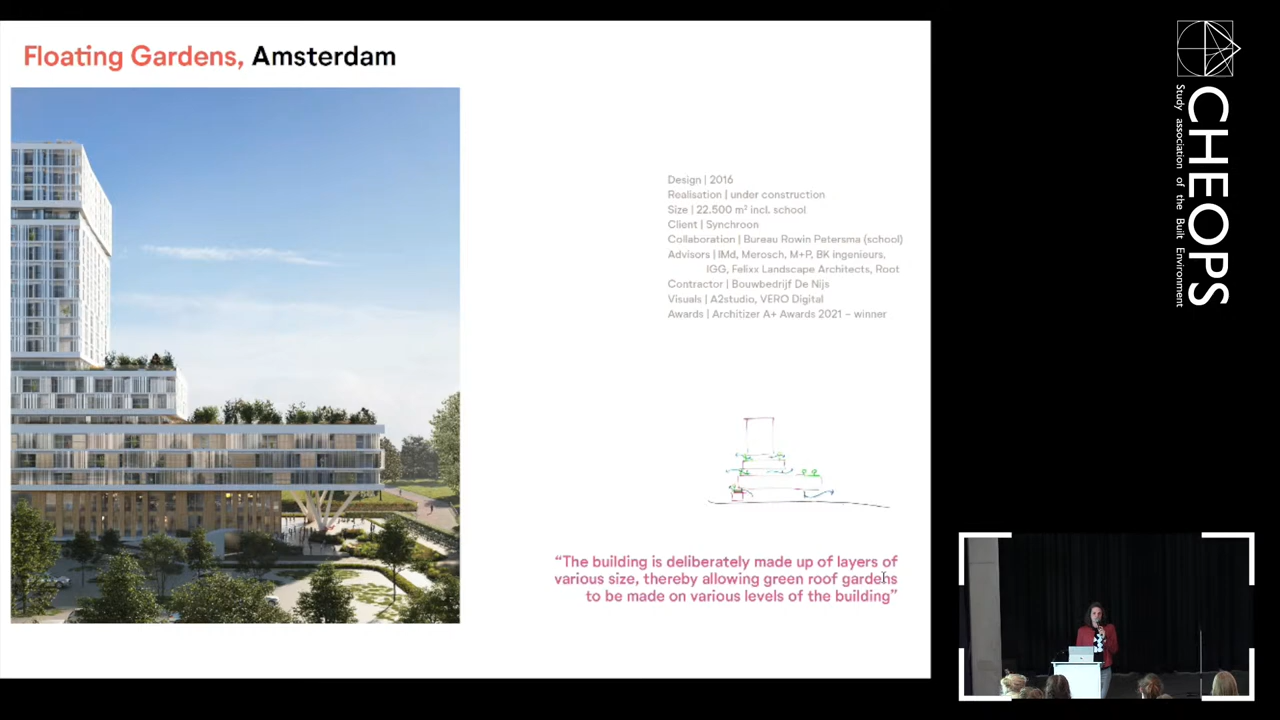 Floating Gardens, Amsterdam
Design | 2016
Realisation | under construction
Size | 22.500 m² incl. school
Client | Synchroon
Collaboration | Bureau Rowin Petersma (school)
Advisors | IMd, Merosch, M+P, BK ingenieurs,
IGG, Felixx Landscape Architects, Root
Contractor | Bouwbedrijf De Nijs
Visuals | A2studio, VERO Digital
Awards | Architizer A+ Awards 2021 – winner
“The building is deliberately made up of layers of
various size, thereby allowing green roof gardens
to be made on various levels of the building”
CHEOPS
Study association of the Built Environment